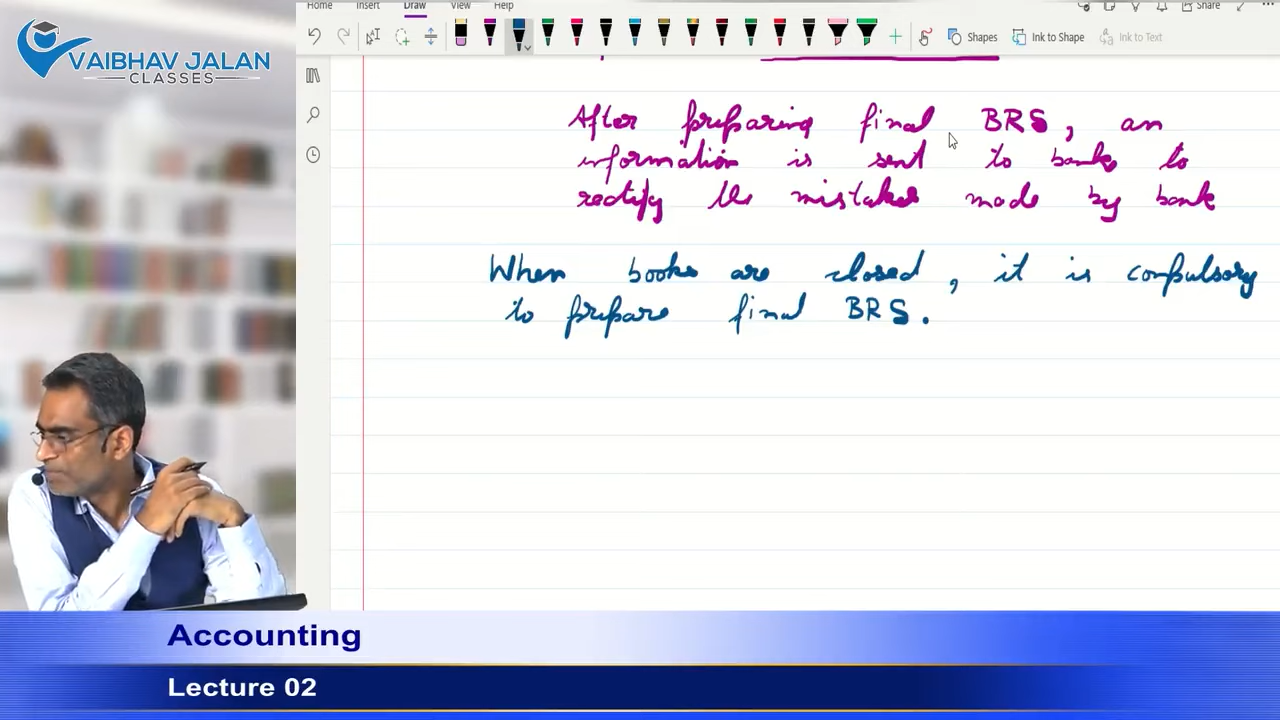 VAIBHAV JALAN
CLASSES
Home Insert Draw View Help
Share
Shapes Ink to Shape Ink to Text
After preparing final BRS, an
information is sent to bank to
rectify the mistakes made by bank
When books are closed, it is compulsory
to prepare final BRS.
Accounting
Lecture 02